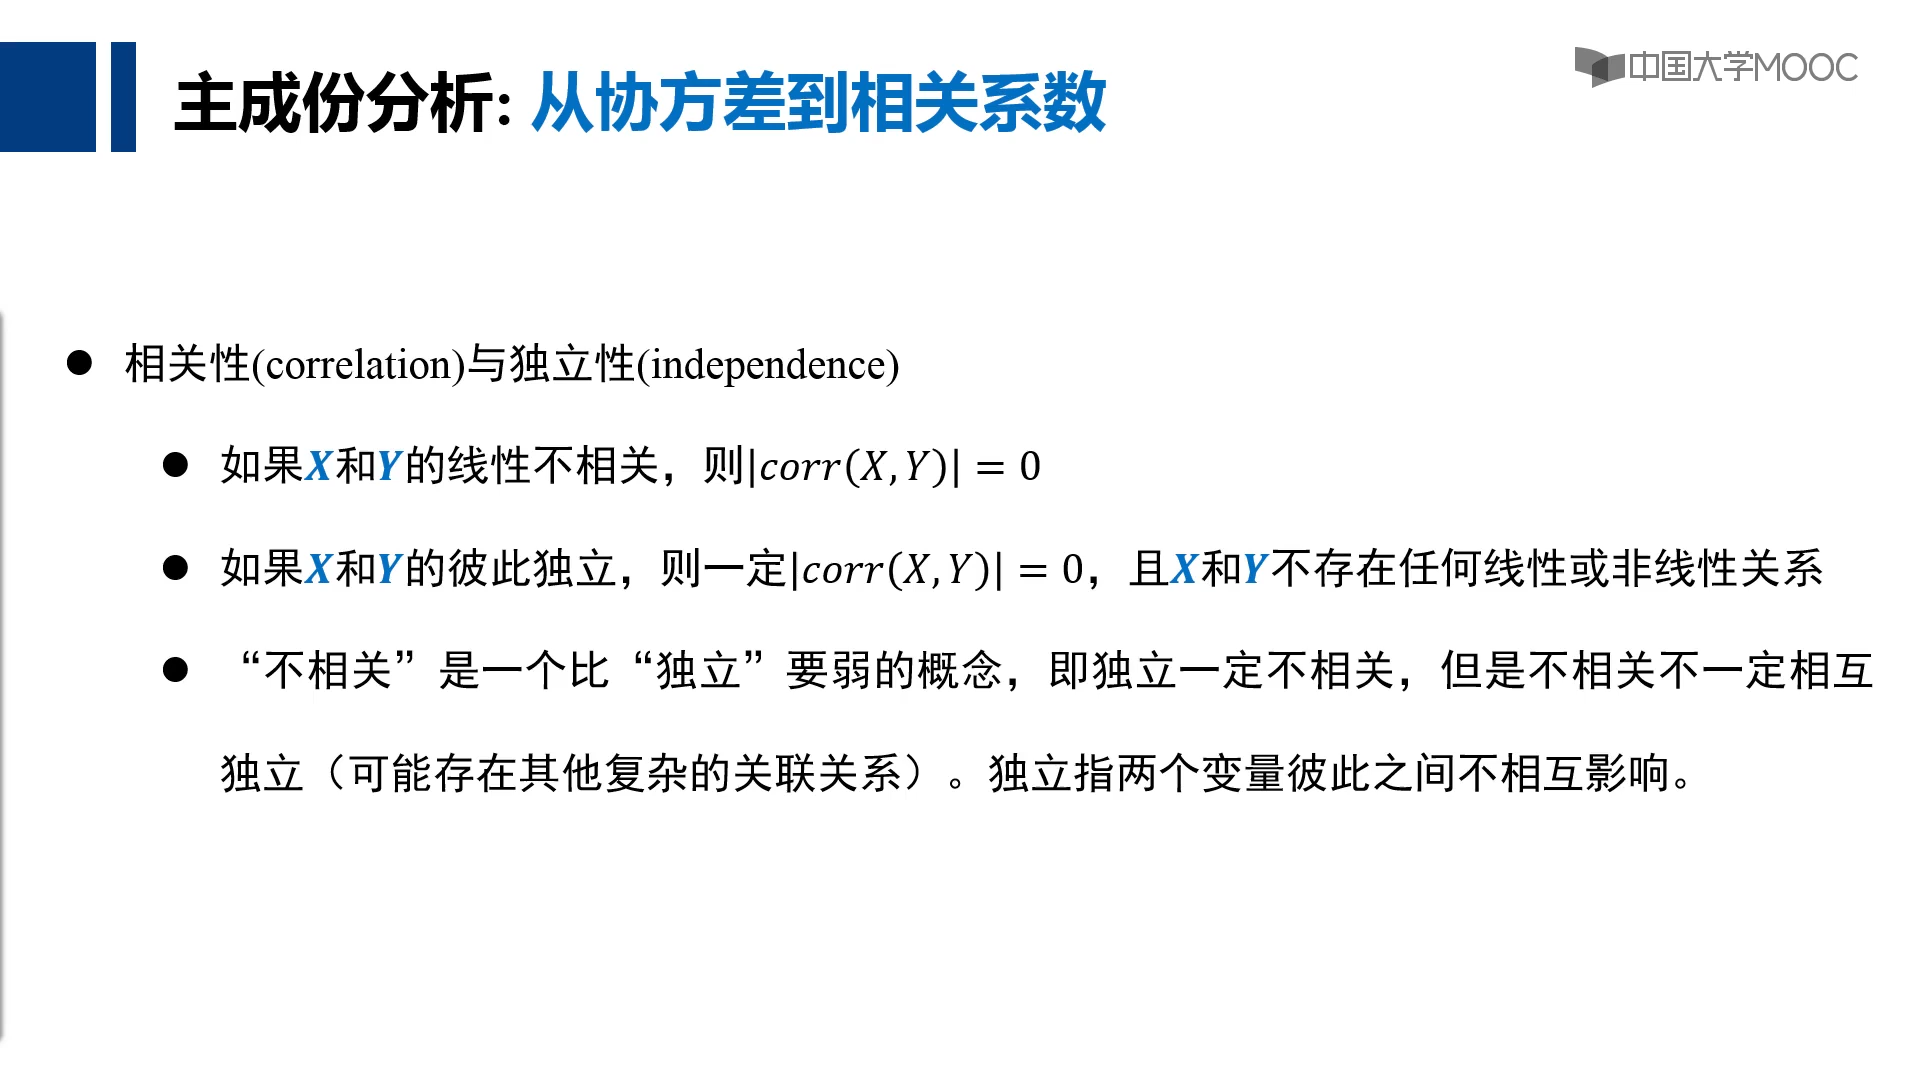 主成份分析: 从协方差到相关系数
中国大学MOOC
● 相关性(correlation)与独立性(independence)
● 如果X和Y的线性不相关，则|corr(X,Y)| = 0
● 如果X和Y的彼此独立，则一定|corr(X,Y)| = 0，且X和Y不存在任何线性或非线性关系
● “不相关”是一个比“独立”要弱的概念，即独立一定不相关，但是不相关不一定相互
独立（可能存在其他复杂的关联关系）。独立指两个变量彼此之间不相互影响。